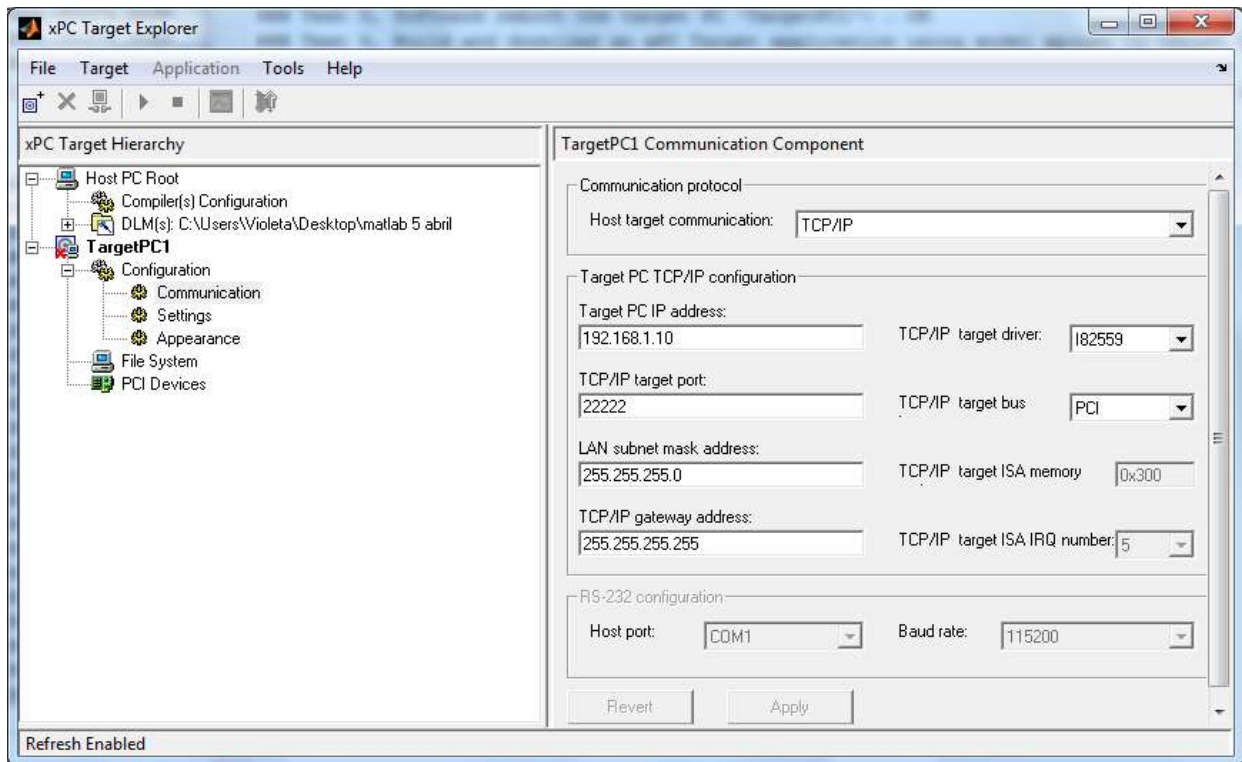 xPC Target Explorer
File Target Application Tools Help
xPC Target Hierarchy
Host PC Root
Compiler(s) Configuration
DLM(s): C:\Users\Violeta\Desktop\matlab 5 abril
TargetPC1
Configuration
Communication
Settings
Appearance
File System
PCI Devices
TargetPC1 Communication Component
Communication protocol
Host target communication: TCP/IP
Target PC TCP/IP configuration
Target PC IP address:
192.168.1.10
TCP/IP target driver: I82559
TCP/IP target port:
22222
TCP/IP target bus PCI
LAN subnet mask address:
255.255.255.0
TCP/IP target ISA memory 0x300
TCP/IP gateway address:
255.255.255.255
TCP/IP target ISA IRQ number: 5
RS-232 configuration
Host port: COM1 Baud rate: 115200
Revert Apply
Refresh Enabled